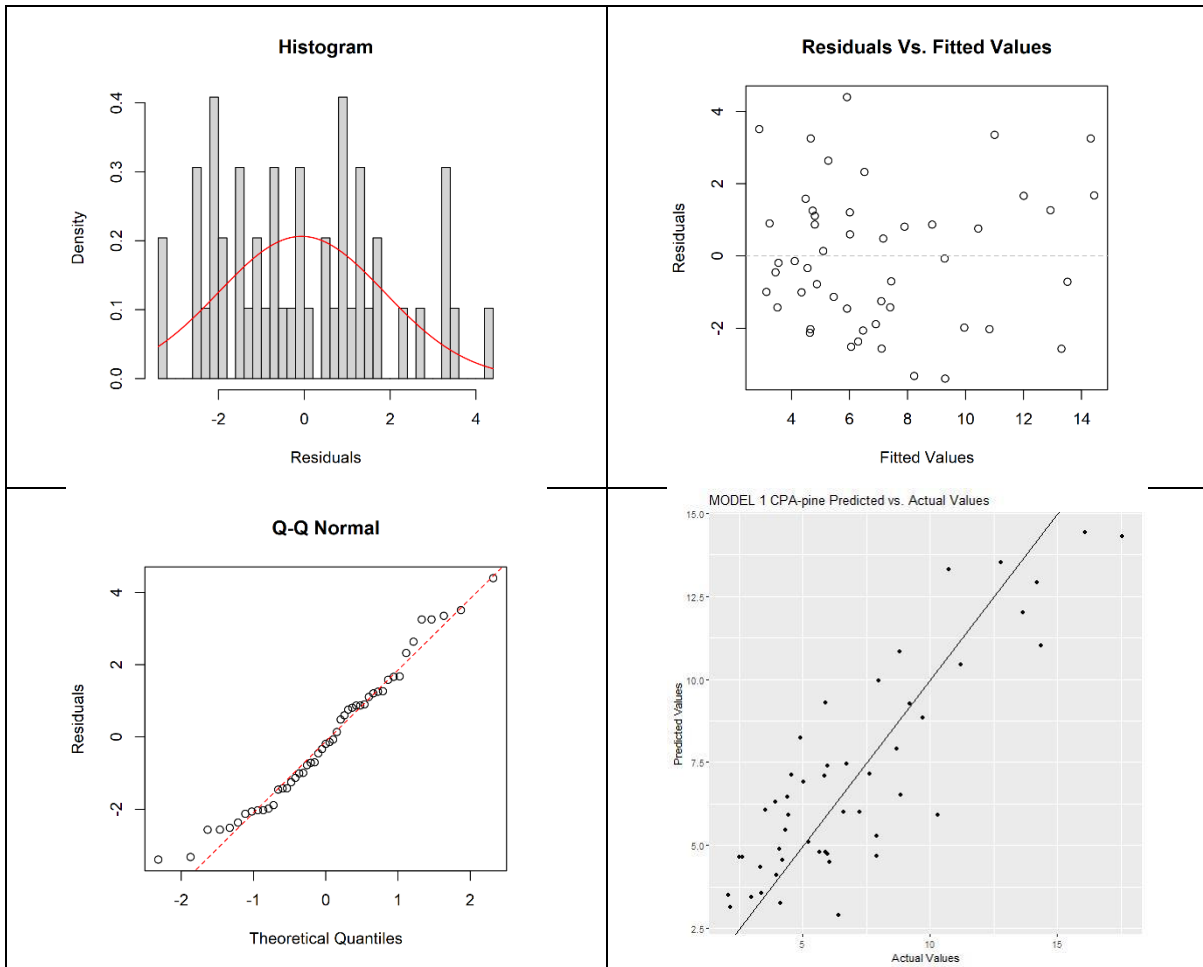 Histogram
Density
0.4
0.3
0.2
0.1
0.0
-2 0 2 4
Residuals
Residuals Vs. Fitted Values
Residuals
4
2
0
-2
4 6 8 10 12 14
Fitted Values
Q-Q Normal
Residuals
4
2
0
-2
-2 -1 0 1 2
Theoretical Quantiles
MODEL 1 CPA-pine Predicted vs. Actual Values
Predicted Values
15.0
12.5
10.0
7.5
5.0
2.5
5 10 15
Actual Values